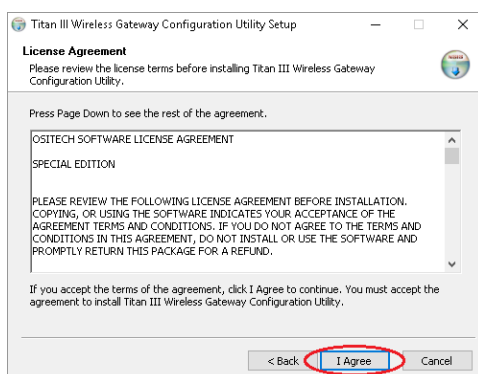 Titan III Wireless Gateway Configuration Utility Setup
License Agreement
Please review the license terms before installing Titan III Wireless Gateway
Configuration Utility.
Press Page Down to see the rest of the agreement.
OSITECH SOFTWARE LICENSE AGREEMENT
SPECIAL EDITION
PLEASE REVIEW THE FOLLOWING LICENSE AGREEMENT BEFORE INSTALLATION.
COPYING, OR USING THE SOFTWARE INDICATES YOUR ACCEPTANCE OF THE
AGREEMENT TERMS AND CONDITIONS. IF YOU DO NOT AGREE TO THE TERMS AND
CONDITIONS IN THIS AGREEMENT, DO NOT INSTALL OR USE THE SOFTWARE AND
PROMPTLY RETURN THIS PACKAGE FOR A REFUND.
If you accept the terms of the agreement, click I Agree to continue. You must accept the
agreement to install Titan III Wireless Gateway Configuration Utility.
< Back I Agree Cancel